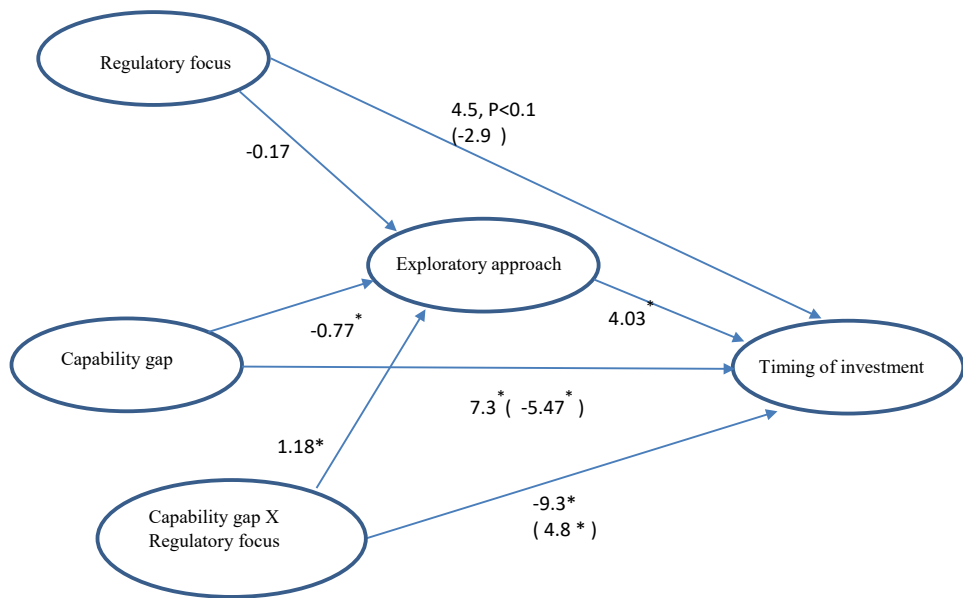 Regulatory focus
4.5, P<0.1
(-2.9 )
-0.17
Exploratory approach
-0.77*
4.03*
Capability gap
Timing of investment
7.3*( -5.47* )
1.18*
Capability gap X
Regulatory focus
-9.3*
( 4.8 * )